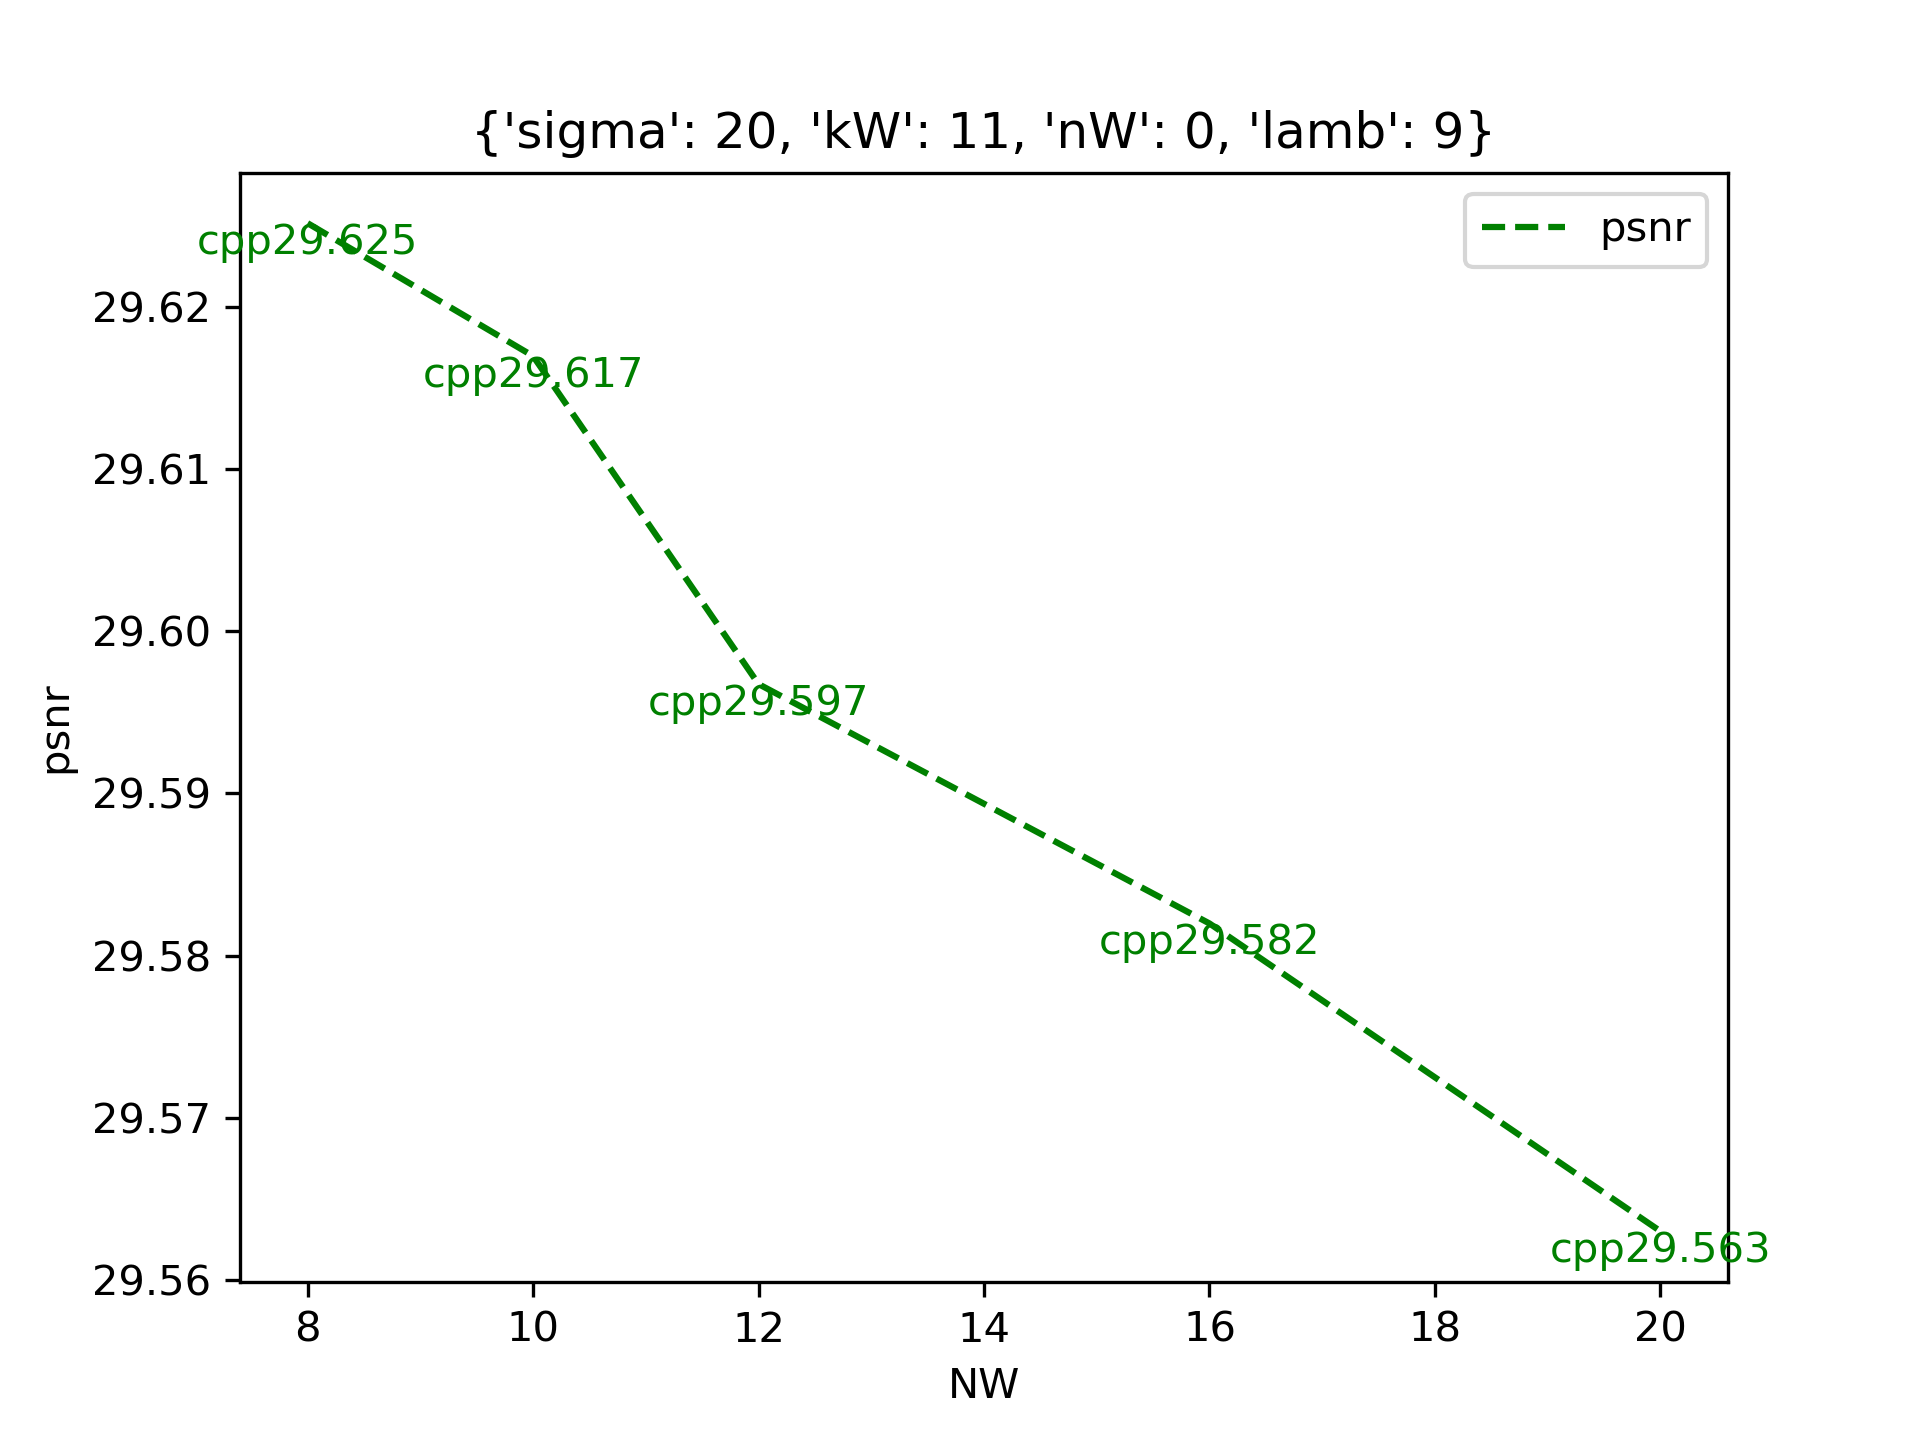 {'sigma': 20, 'kW': 11, 'nW': 0, 'lamb': 9}
psnr
cpp29.625
cpp29.617
cpp29.597
cpp29.582
cpp29.563
29.62
29.61
29.60
29.59
29.58
29.57
29.56
psnr
8 10 12 14 16 18 20
NW